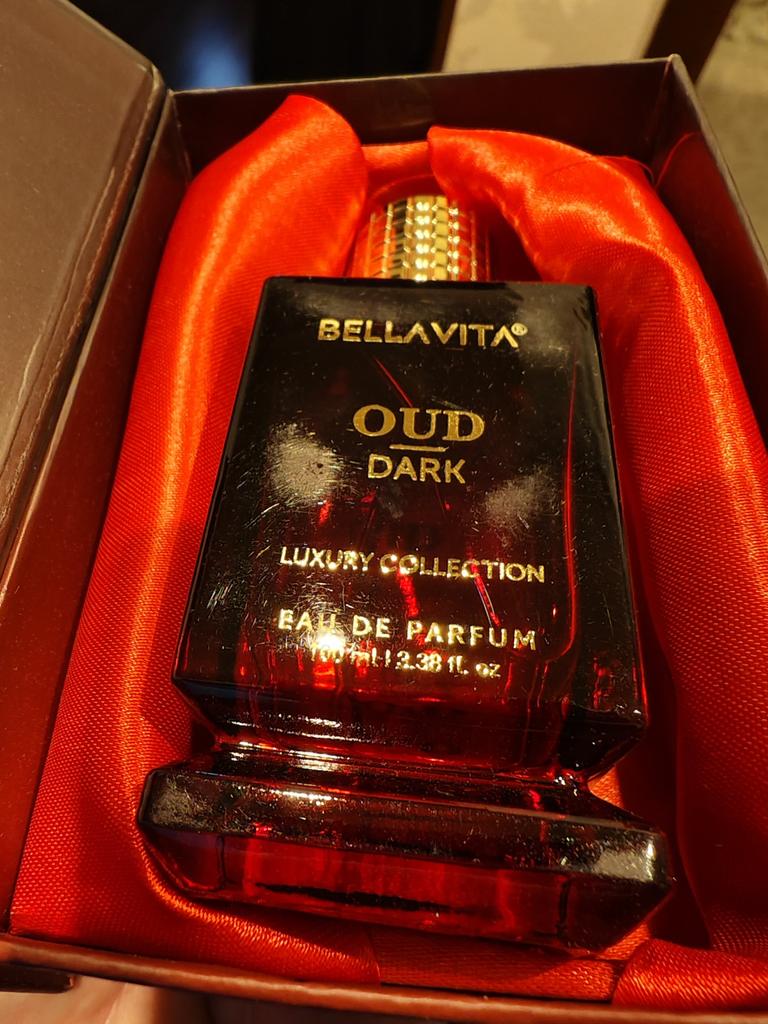 BELLAVITA®
OUD
DARK
LUXURY COLLECTION
EAU DE PARFUM
100 ml | 3.38 fl. oz